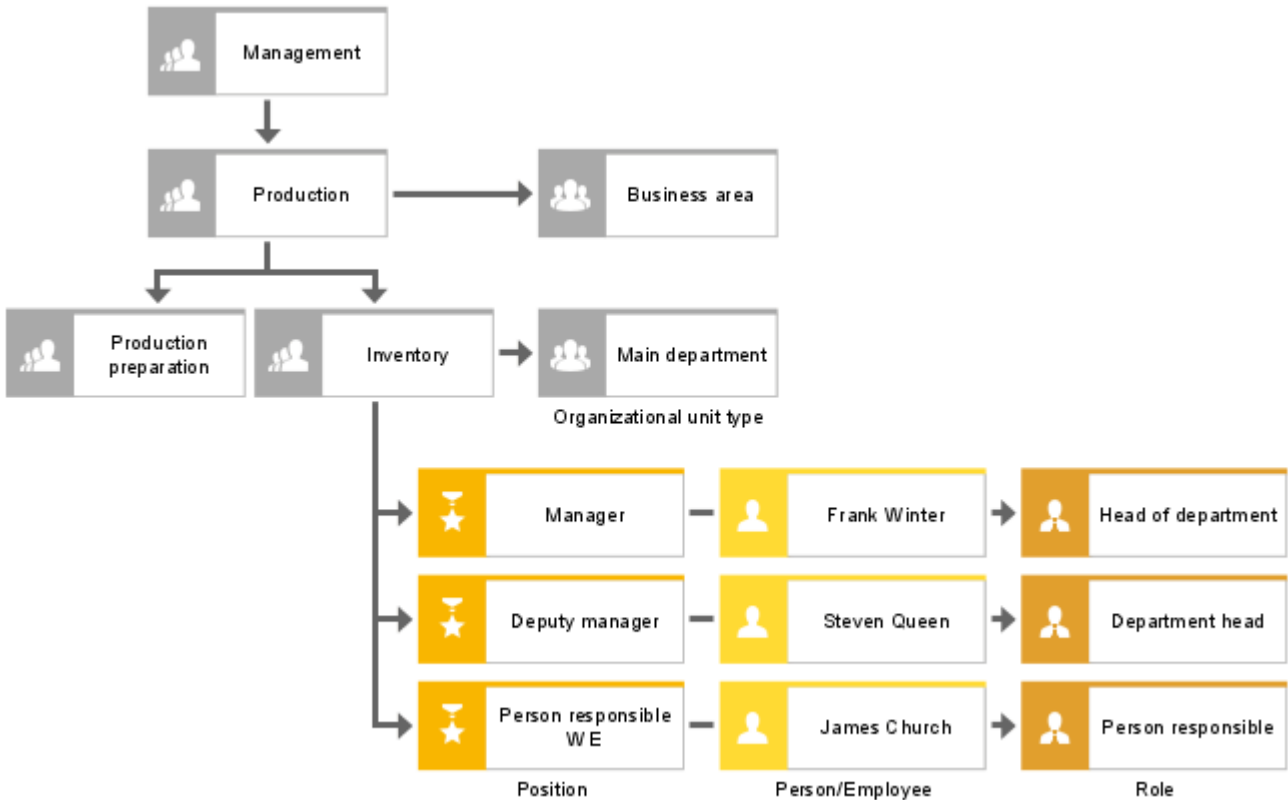 Management
Production
Business area
Production
preparation
Inventory
Main department
Organizational unit type
Manager
Frank Winter
Head of department
Deputy manager
Steven Queen
Department head
Person responsible
WE
James Church
Person responsible
Position
Person/Employee
Role